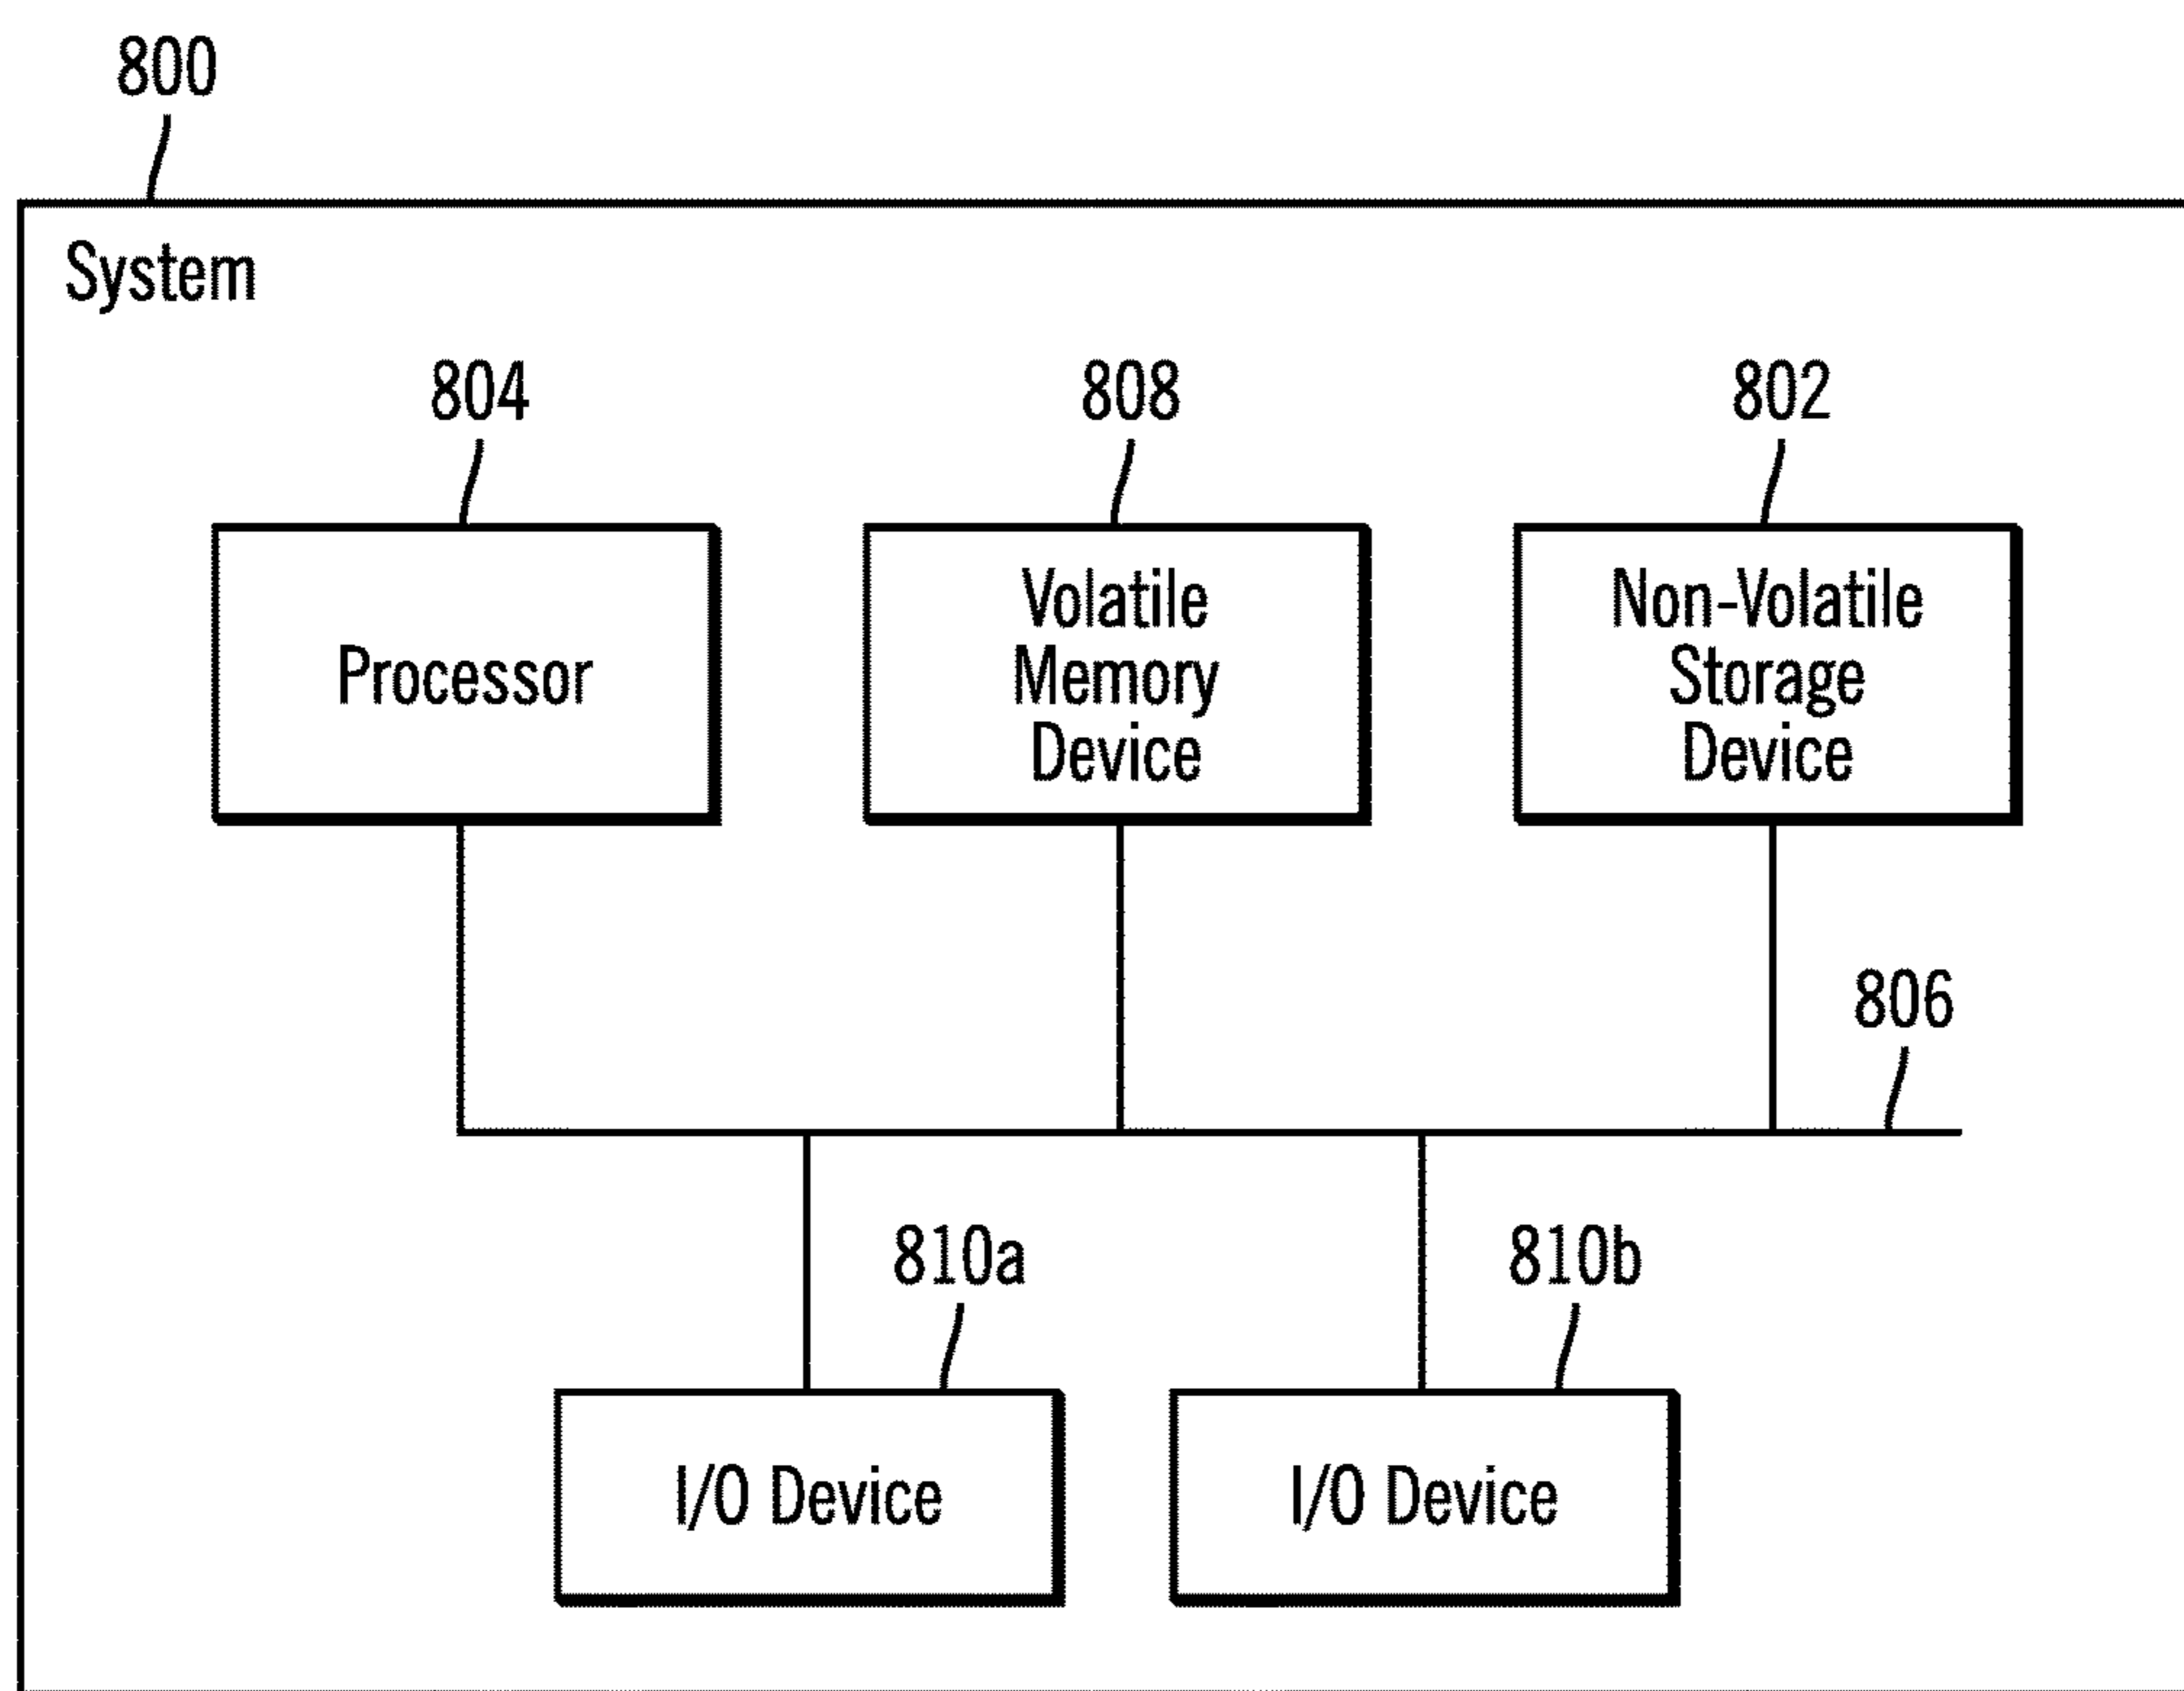 800
System
804
808
802
Processor
Volatile
Memory
Device
Non-Volatile
Storage
Device
806
810a
810b
I/O Device
I/O Device